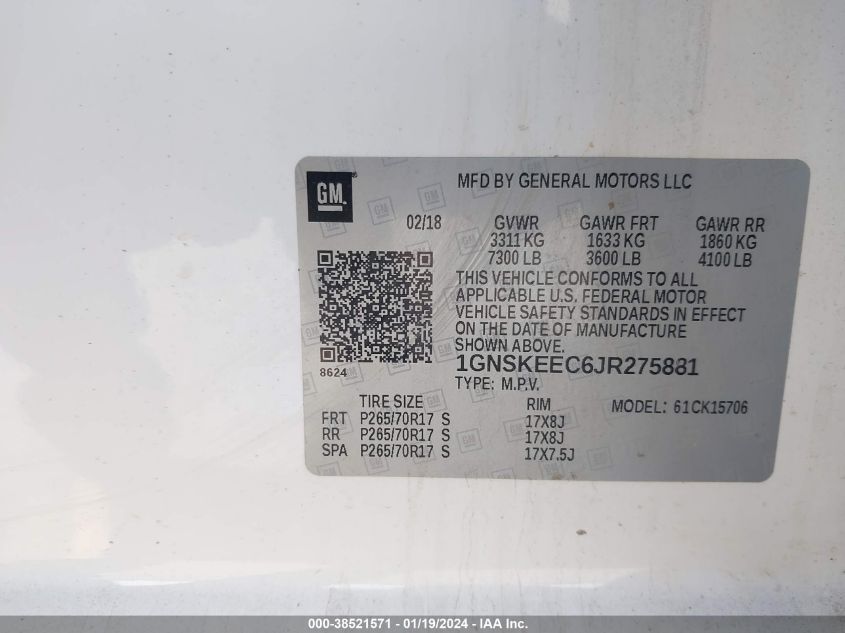 GM
MFD BY GENERAL MOTORS LLC
02/18 GVWR GAWR FRT GAWR RR
3311 KG 1633 KG 1860 KG
7300 LB 3600 LB 4100 LB
THIS VEHICLE CONFORMS TO ALL
APPLICABLE U.S. FEDERAL MOTOR
VEHICLE SAFETY STANDARDS IN EFFECT
ON THE DATE OF MANUFACTURE
SHOWN ABOVE.
8624
1GNSKEEC6JR275881
TYPE: M.P.V.
TIRE SIZE RIM MODEL: 61CK15706
FRT P265/70R17 S 17X8J
RR P265/70R17 S 17X8J
SPA P265/70R17 S 17X7.5J
000-38521571 - 01/19/2024 - IAA Inc.